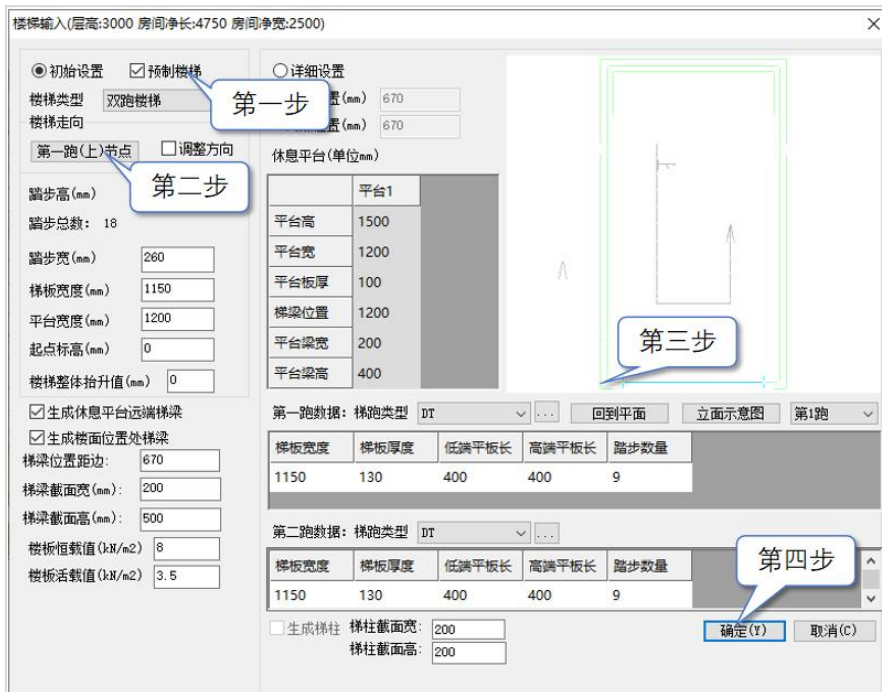 楼梯输入(层高:3000 房间净长:4750 房间净宽:2500)
初始设置 预制楼梯
楼梯类型 双跑楼梯
第一步
楼梯走向
第一跑(上)节点 调整方向
第二步
踏步高(mm)
踏步总数: 18
踏步宽(mm) 260
梯板宽度(mm) 1150
平台宽度(mm) 1200
起点标高(mm) 0
楼梯整体抬升值(mm) 0
生成休息平台远端梯梁
生成楼面位置处梯梁
梯梁位置距边: 670
梯梁截面宽(mm): 200
梯梁截面高(mm): 500
楼板恒载值(kN/m2) 8
楼板活载值(kN/m2) 3.5
详细设置
置(mm) 670
置(mm) 670
休息平台(单位mm)
平台1
平台高 1500
平台宽 1200
平台板厚 100
梯梁位置 1200
平台梁宽 200
平台梁高 400
第三步
第一跑数据: 梯跑类型 DT ... 回到平面 立面示意图 第1跑
梯板宽度 梯板厚度 低端平板长 高端平板长 踏步数量
1150 130 400 400 9
第二跑数据: 梯跑类型 DT ...
梯板宽度 梯板厚度 低端平板长 高端平板长 踏步数量
1150 130 400 400 9
第四步
生成梯柱 梯柱截面宽: 200
梯柱截面高: 200
确定(Y) 取消(C)